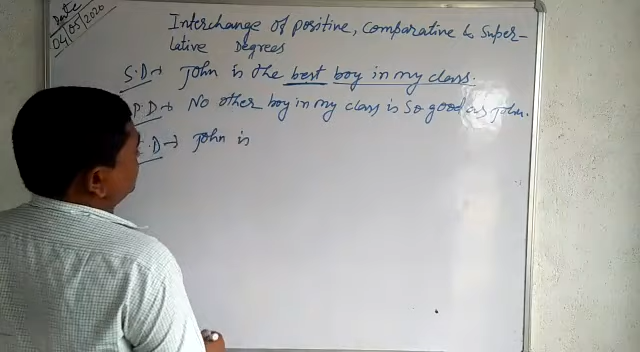 Date
04/05/2020
Interchange of positive, comparative & Super-
lative Degrees
S.D→ John is the best boy in my class.
P.D→ No other boy in my class is so good as John.
.D→ John is